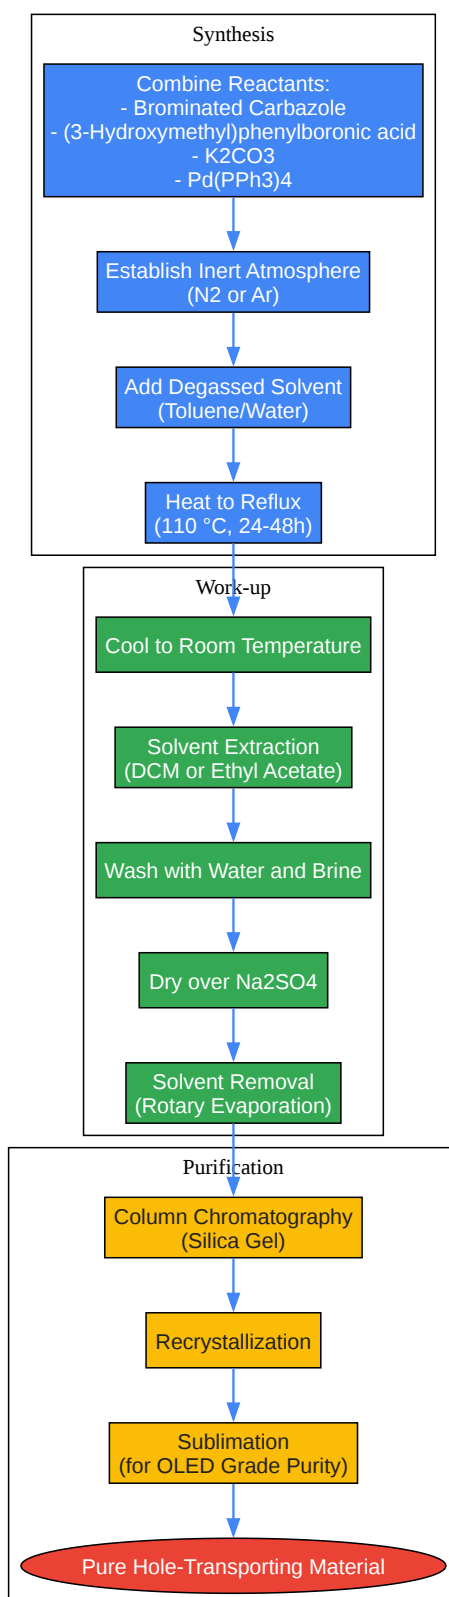 Synthesis
Combine Reactants:
- Brominated Carbazole
- (3-Hydroxymethyl)phenylboronic acid
- K2CO3
- Pd(PPh3)4
Establish Inert Atmosphere
(N2 or Ar)
Add Degassed Solvent
(Toluene/Water)
Heat to Reflux
(110 °C, 24-48h)
Work-up
Cool to Room Temperature
Solvent Extraction
(DCM or Ethyl Acetate)
Wash with Water and Brine
Dry over Na2SO4
Solvent Removal
(Rotary Evaporation)
Purification
Column Chromatography
(Silica Gel)
Recrystallization
Sublimation
(for OLED Grade Purity)
Pure Hole-Transporting Material